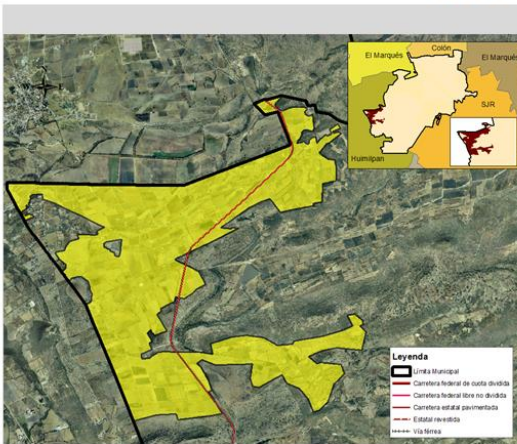 Colón
El Marqués
El Marqués
SJR
Huimilpan
Leyenda
Límite Municipal
Carretera federal de cuota dividida
Carretera federal libre no dividida
Carretera estatal pavimentada
Estatal revestida
Vía férrea